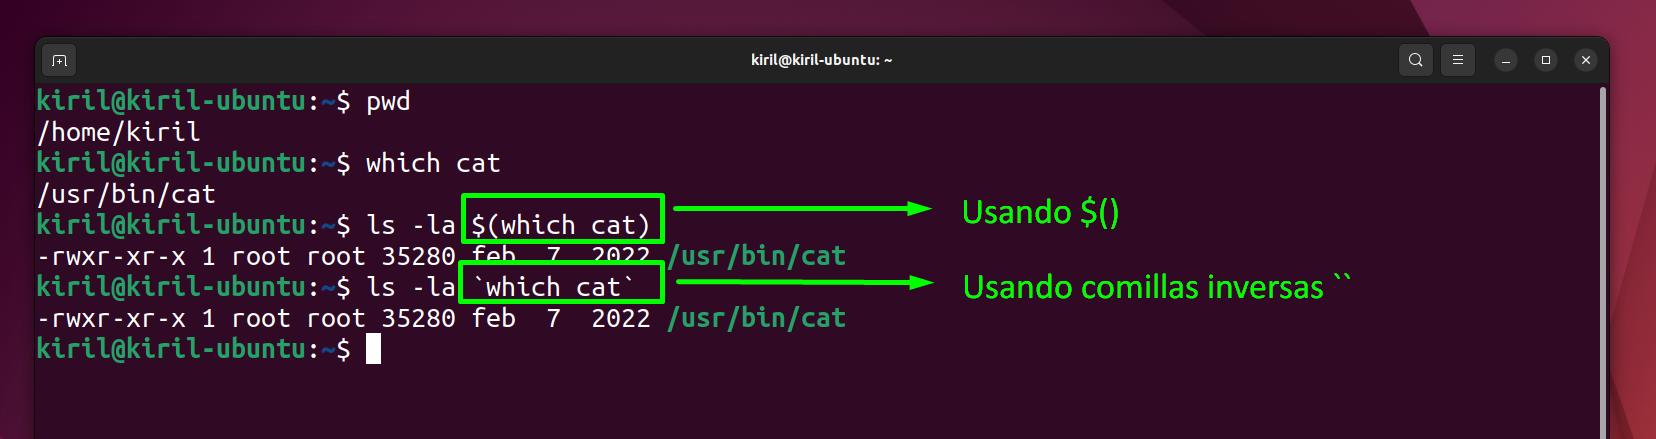 kiril@kiril-ubuntu: ~
kiril@kiril-ubuntu:~$ pwd
/home/kiril
kiril@kiril-ubuntu:~$ which cat
/usr/bin/cat
kiril@kiril-ubuntu:~$ ls -la $(which cat)
Usando $()
-rwxr-xr-x 1 root root 35280 feb  7  2022 /usr/bin/cat
kiril@kiril-ubuntu:~$ ls -la `which cat`
Usando comillas inversas ``
-rwxr-xr-x 1 root root 35280 feb  7  2022 /usr/bin/cat
kiril@kiril-ubuntu:~$